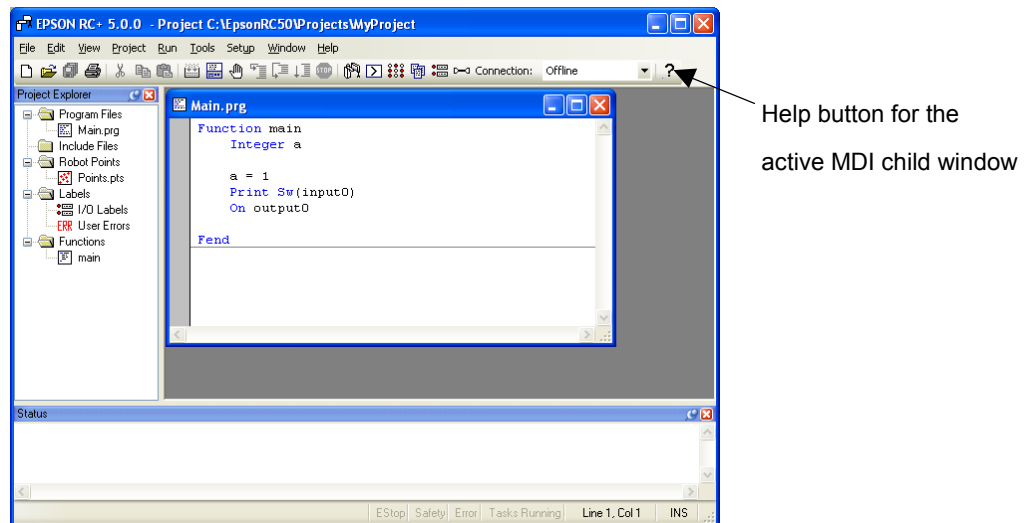 EPSON RC+ 5.0.0 - Project C:\EpsonRC50\Projects\MyProject
File Edit View Project Run Tools Setup Window Help
Connection: Offline ?
Help button for the
active MDI child window
Project Explorer
Program Files
Main.prg
Include Files
Robot Points
Points.pts
Labels
I/O Labels
ERR User Errors
Functions
main
Main.prg
Function main
Integer a
a = 1
Print Sw(input0)
On output0
Fend
Status
EStop Safety Error Tasks Running Line 1, Col 1 INS